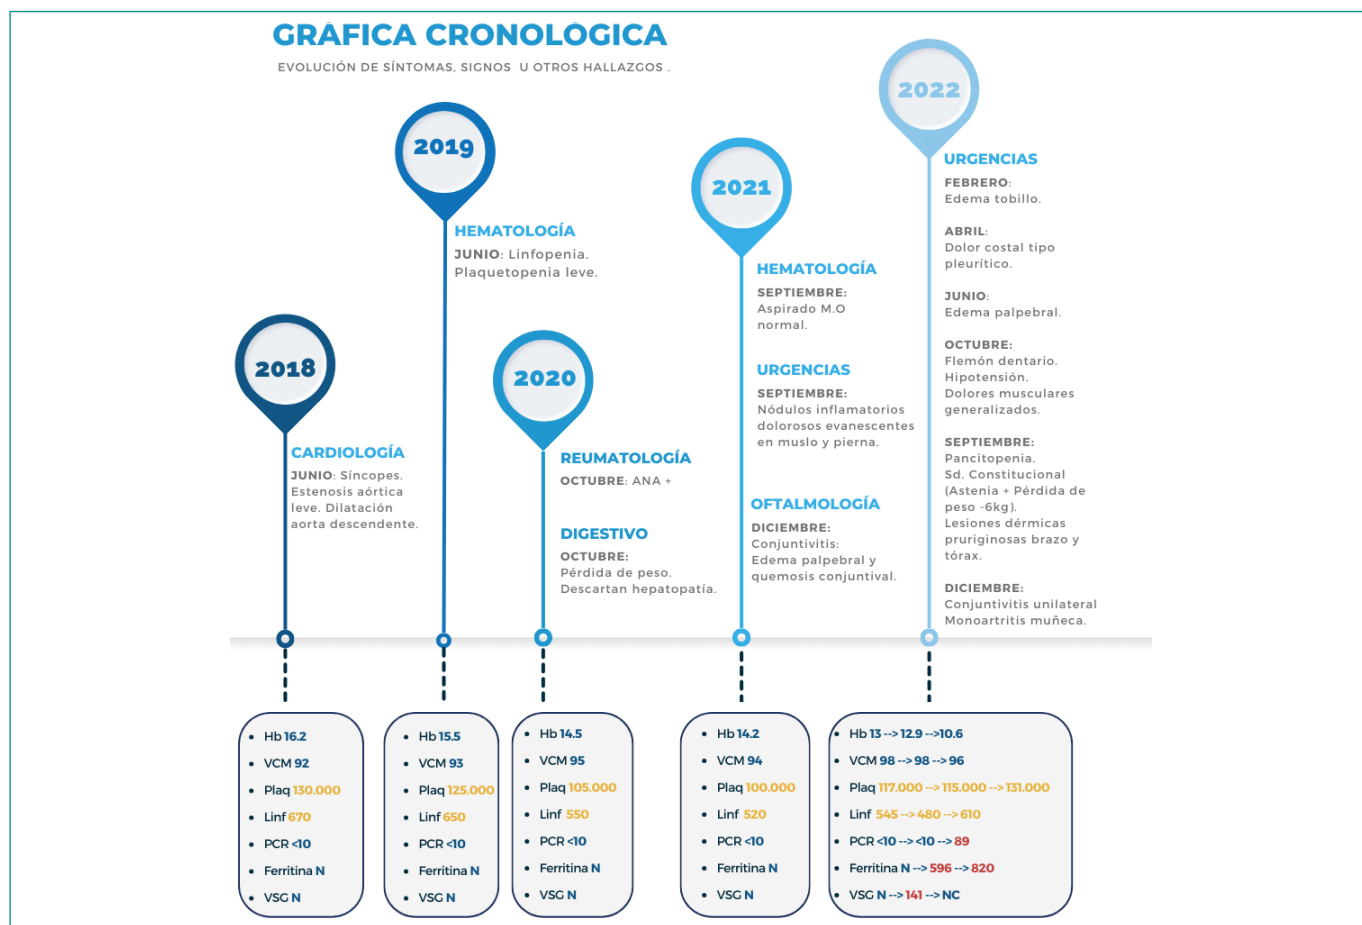 GRÁFICA CRONOLÓGICA
EVOLUCIÓN DE SÍNTOMAS, SIGNOS U OTROS HALLAZGOS .
2018
CARDIOLOGÍA
JUNIO: Síncopes.
Estenosis aórtica
leve. Dilatación
aorta descendente.
2019
HEMATOLOGÍA
JUNIO: Linfopenia.
Plaquetopenia leve.
2020
REUMATOLOGÍA
OCTUBRE: ANA +
DIGESTIVO
OCTUBRE:
Pérdida de peso.
Descartan hepatopatía.
2021
HEMATOLOGÍA
SEPTIEMBRE:
Aspirado M.O
normal.
URGENCIAS
SEPTIEMBRE:
Nódulos inflamatorios
dolorosos evanescentes
en muslo y pierna.
OFTALMOLOGÍA
DICIEMBRE:
Conjuntivitis:
Edema palpebral y
quemosis conjuntival.
2022
URGENCIAS
FEBRERO:
Edema tobillo.
ABRIL:
Dolor costal tipo
pleurítico.
JUNIO:
Edema palpebral.
OCTUBRE:
Flemón dentario.
Hipotensión.
Dolores musculares
generalizados.
SEPTIEMBRE:
Pancitopenia.
Sd. Constitucional
(Astenia + Pérdida de
peso -6kg).
Lesiones dérmicas
pruriginosas brazo y
tórax.
DICIEMBRE:
Conjuntivitis unilateral
Monoartritis muñeca.
• Hb 16.2
• VCM 92
• Plaq 130.000
• Linf 670
• PCR <10
• Ferritina N
• VSG N
• Hb 15.5
• VCM 93
• Plaq 125.000
• Linf 650
• PCR <10
• Ferritina N
• VSG N
• Hb 14.5
• VCM 95
• Plaq 105.000
• Linf 550
• PCR <10
• Ferritina N
• VSG N
• Hb 14.2
• VCM 94
• Plaq 100.000
• Linf 520
• PCR <10
• Ferritina N
• VSG N
• Hb 13 --> 12.9 -->10.6
• VCM 98 --> 98 --> 96
• Plaq 117.000 --> 115.000 --> 131.000
• Linf 545 --> 480 --> 610
• PCR <10 --> <10 --> 89
• Ferritina N --> 596 --> 820
• VSG N --> 141 --> NC